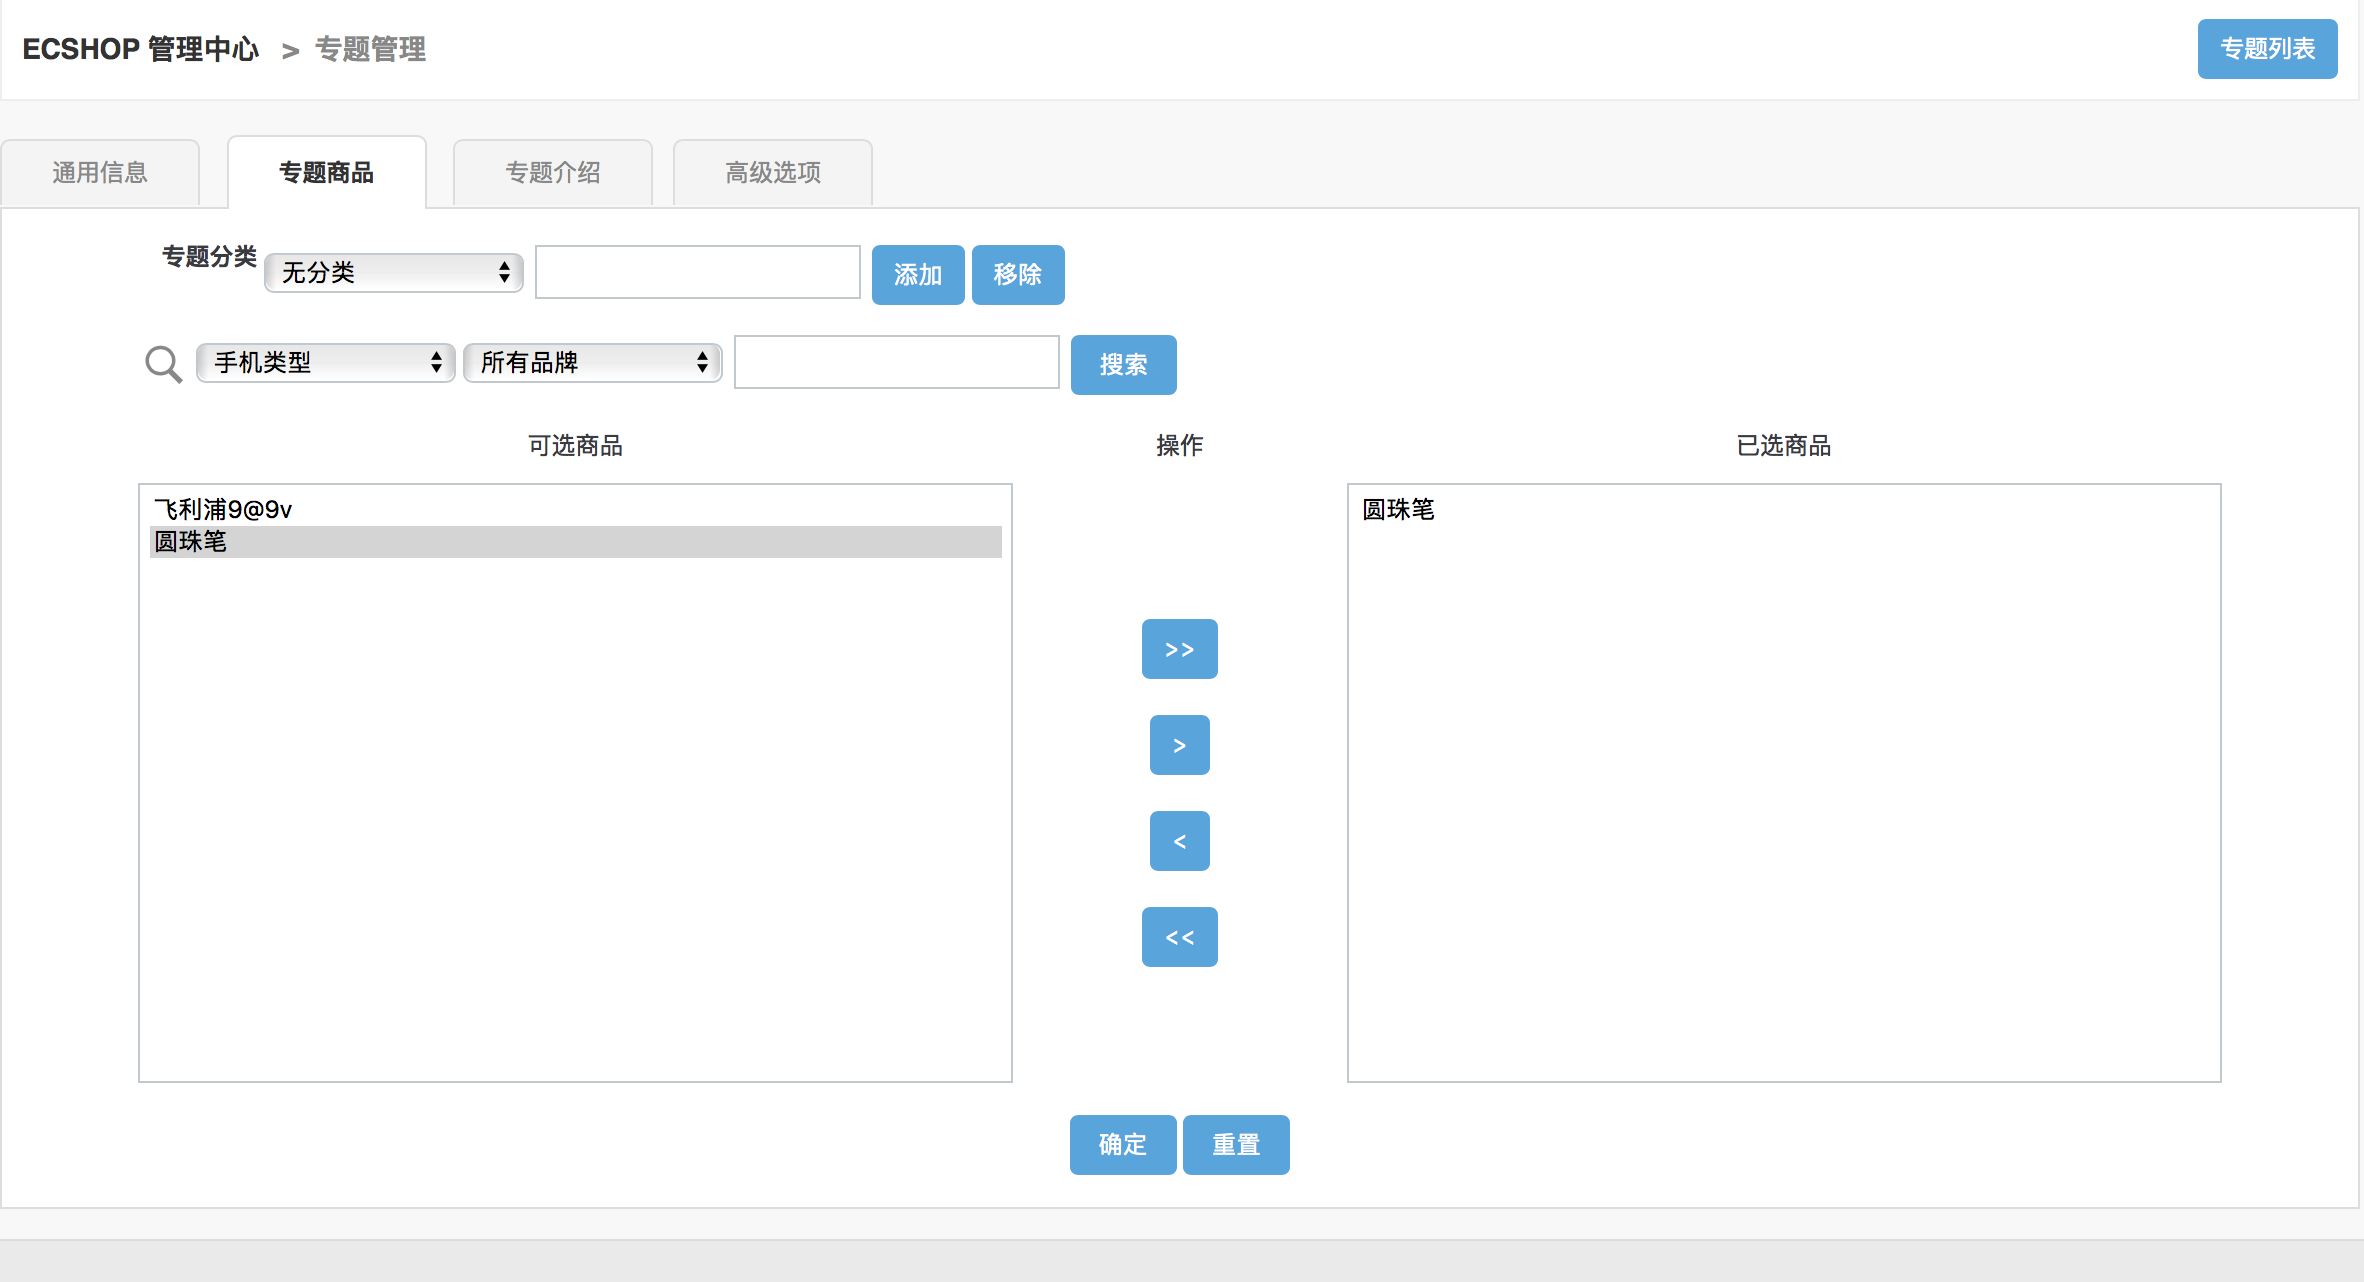 ECSHOP 管理中心 > 专题管理
专题列表
通用信息 专题商品 专题介绍 高级选项
专题分类 无分类 添加 移除
手机类型 所有品牌 搜索
可选商品 操作 已选商品
飞利浦9@9v
圆珠笔
圆珠笔
>>
>
<
<<
确定 重置